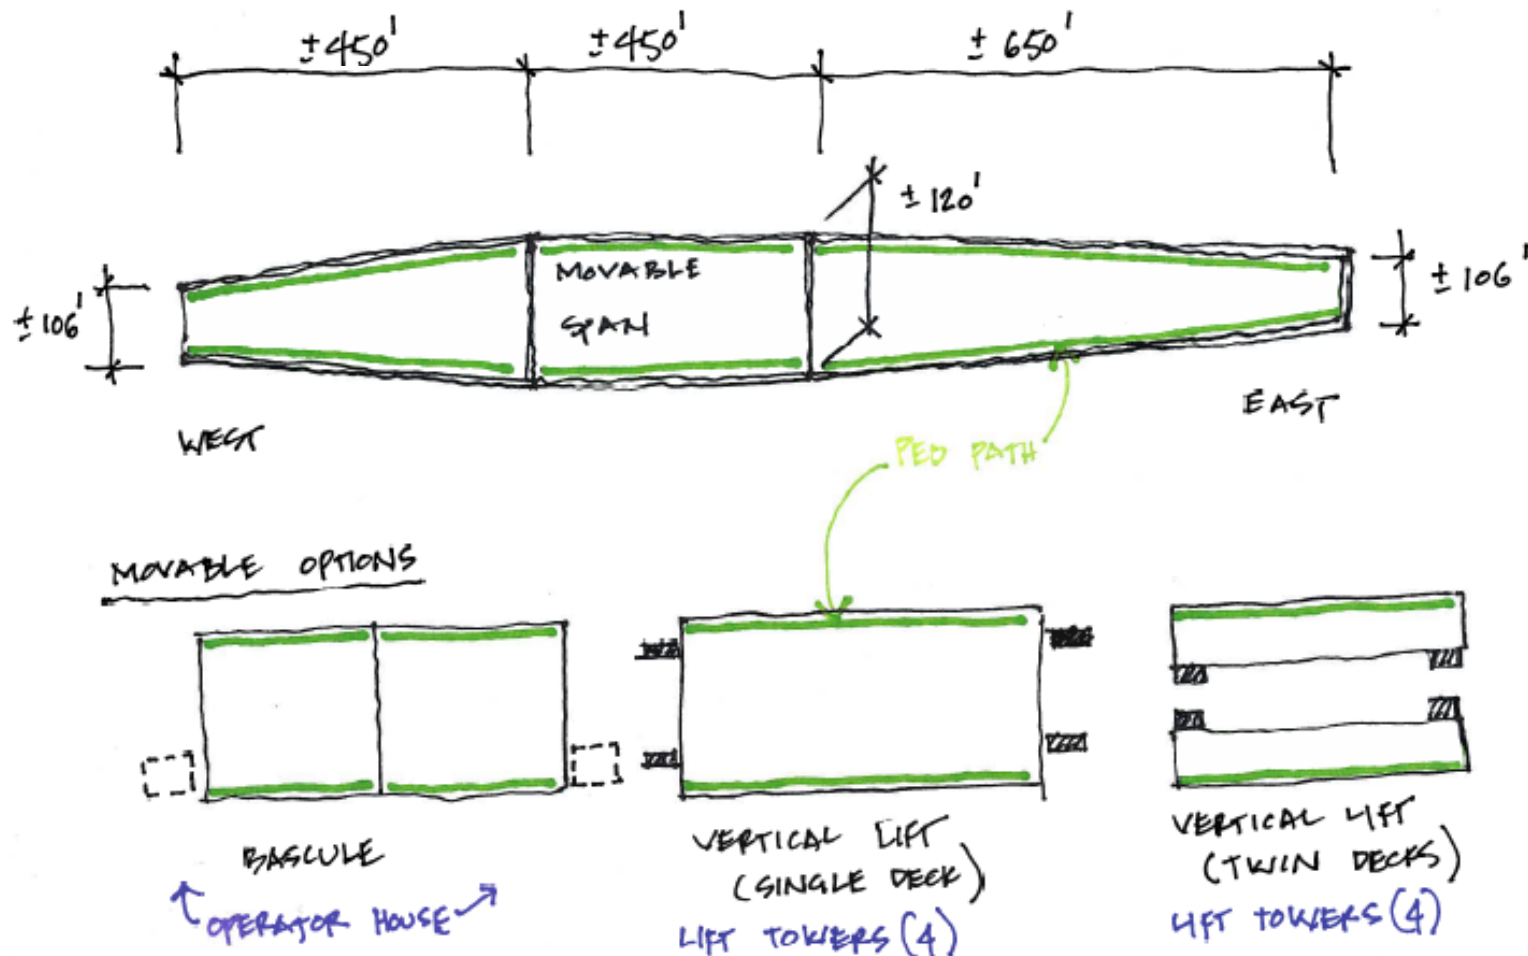 ±450'
±450'
±650'
±120'
±106'
±106'
MOVABLE
SPAN
WEST
EAST
PED PATH
MOVABLE OPTIONS
BASCULE
OPERATOR HOUSE
VERTICAL LIFT
(SINGLE DECK)
LIFT TOWERS (4)
VERTICAL LIFT
(TWIN DECKS)
LIFT TOWERS (4)